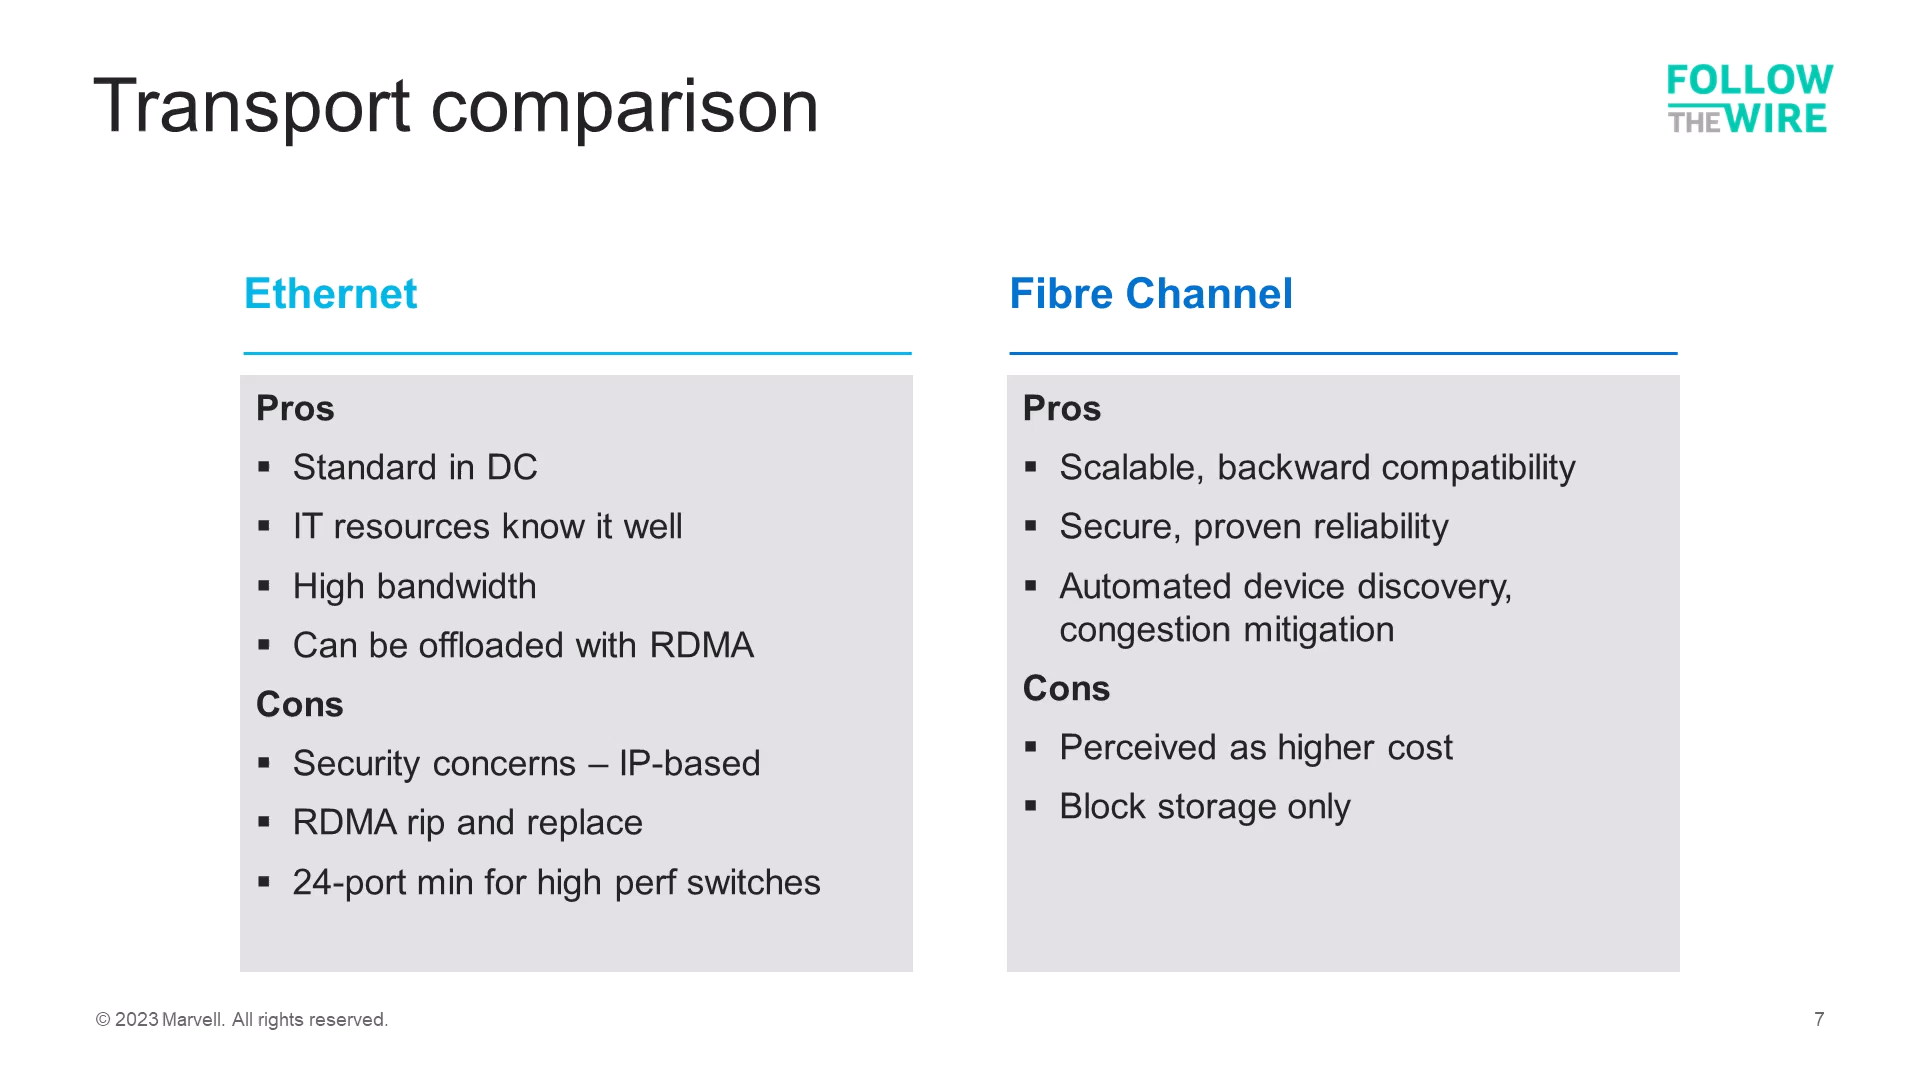 Transport comparison
FOLLOW
THE WIRE
Ethernet
Pros
▪ Standard in DC
▪ IT resources know it well
▪ High bandwidth
▪ Can be offloaded with RDMA
Cons
▪ Security concerns – IP-based
▪ RDMA rip and replace
▪ 24-port min for high perf switches
Fibre Channel
Pros
▪ Scalable, backward compatibility
▪ Secure, proven reliability
▪ Automated device discovery,
congestion mitigation
Cons
▪ Perceived as higher cost
▪ Block storage only
© 2023 Marvell. All rights reserved.
7